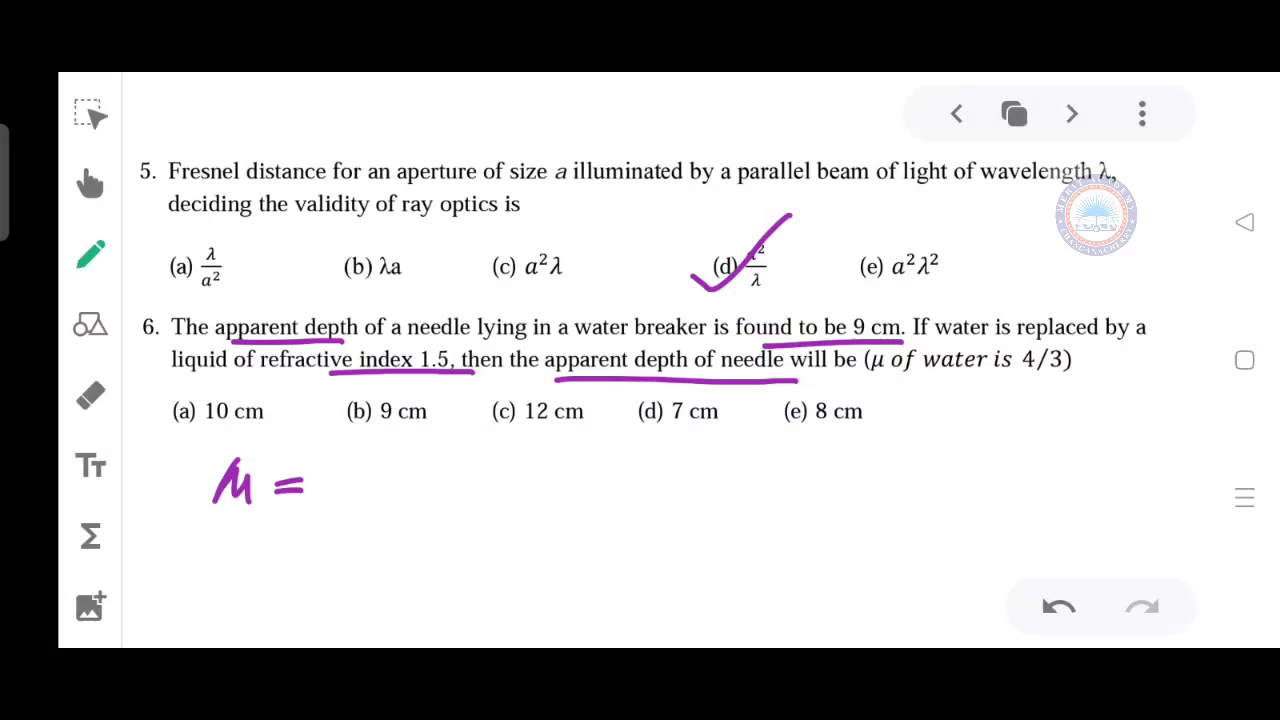 5. Fresnel distance for an aperture of size a illuminated by a parallel beam of light of wavelength λ,
deciding the validity of ray optics is
(a) λ/a² (b) λa (c) a²λ (d) a²/λ (e) a²λ²
6. The apparent depth of a needle lying in a water breaker is found to be 9 cm. If water is replaced by a
liquid of refractive index 1.5, then the apparent depth of needle will be (μ of water is 4/3)
(a) 10 cm (b) 9 cm (c) 12 cm (d) 7 cm (e) 8 cm
μ =
Tт
Σ